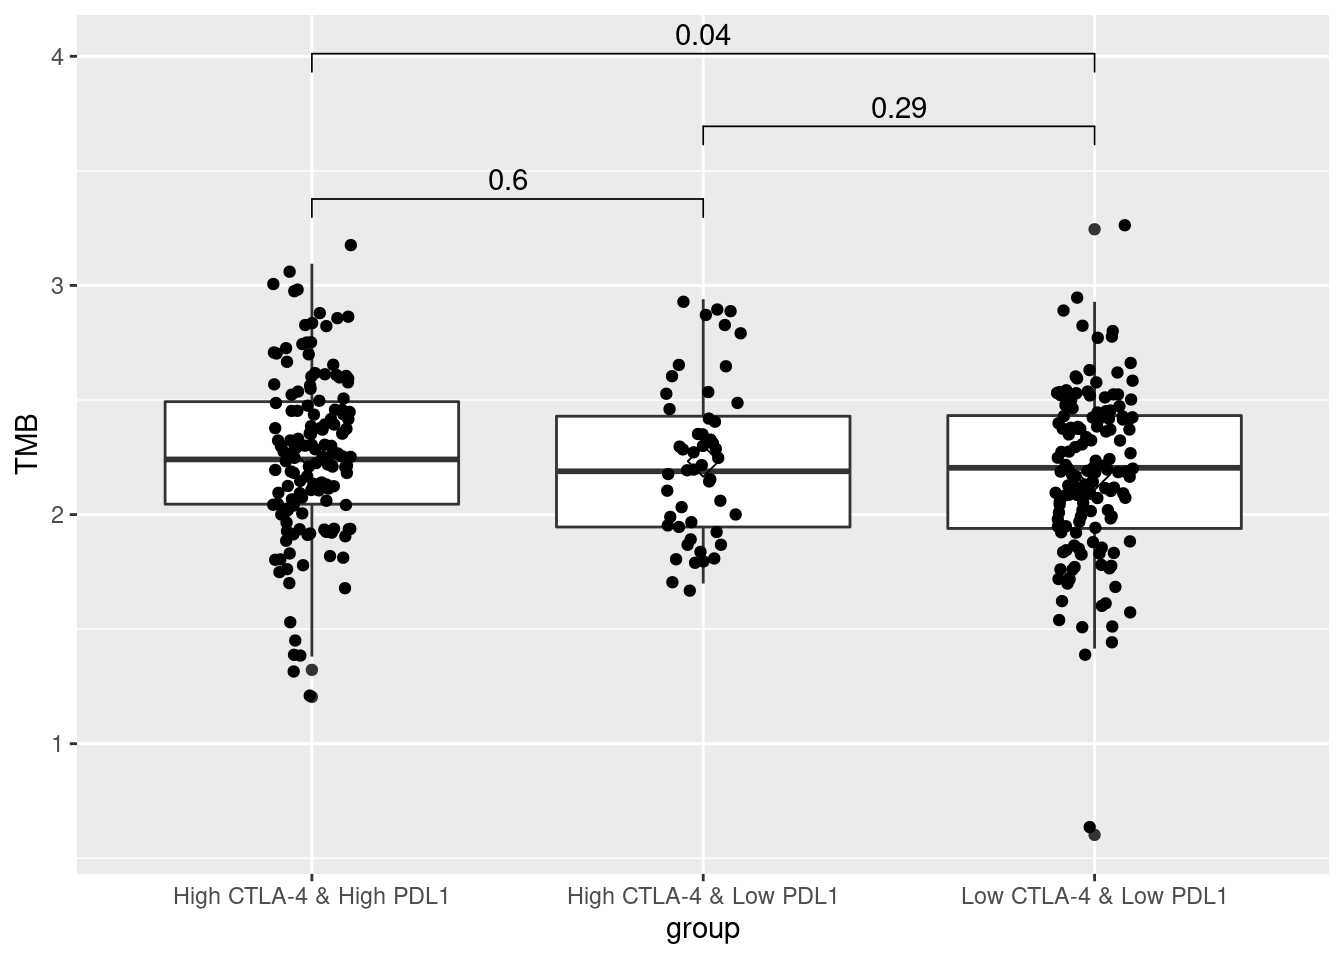 0.04
4
0.29
0.6
3
TMB
2
1
High CTLA-4 & High PDL1
High CTLA-4 & Low PDL1
Low CTLA-4 & Low PDL1
group